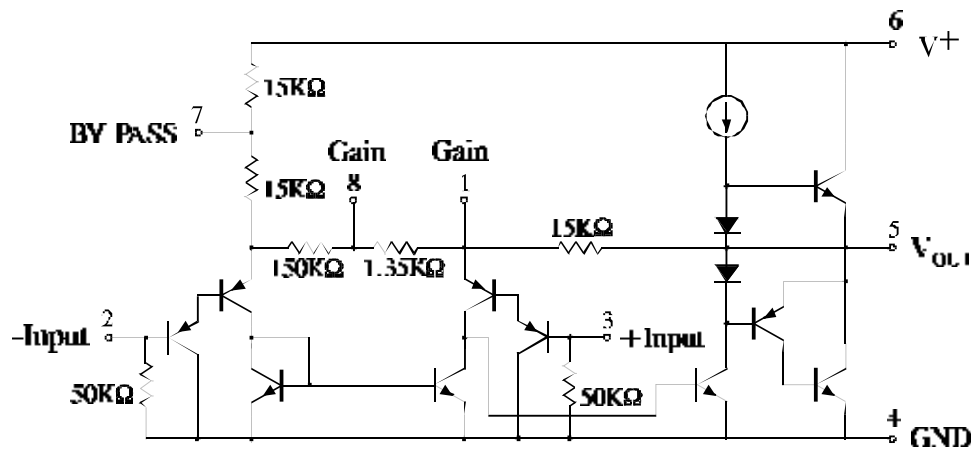 6
V+
15KΩ
7
BY PASS
Gain
8
Gain
1
15KΩ
15KΩ
5
VOUT
150KΩ
1.35KΩ
2
-Input
3
+Input
50KΩ
50KΩ
4
GND